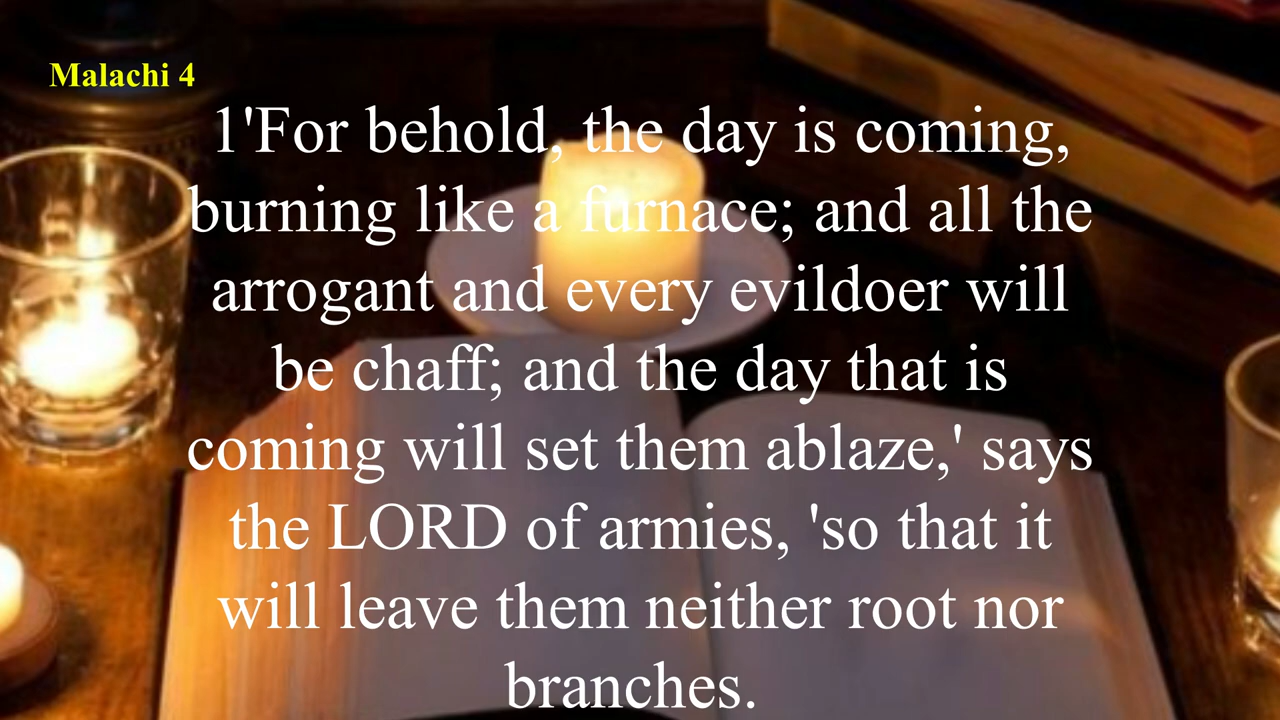 Malachi 4
1'For behold, the day is coming,
burning like a furnace; and all the
arrogant and every evildoer will
be chaff; and the day that is
coming will set them ablaze,' says
the LORD of armies, 'so that it
will leave them neither root nor
branches.